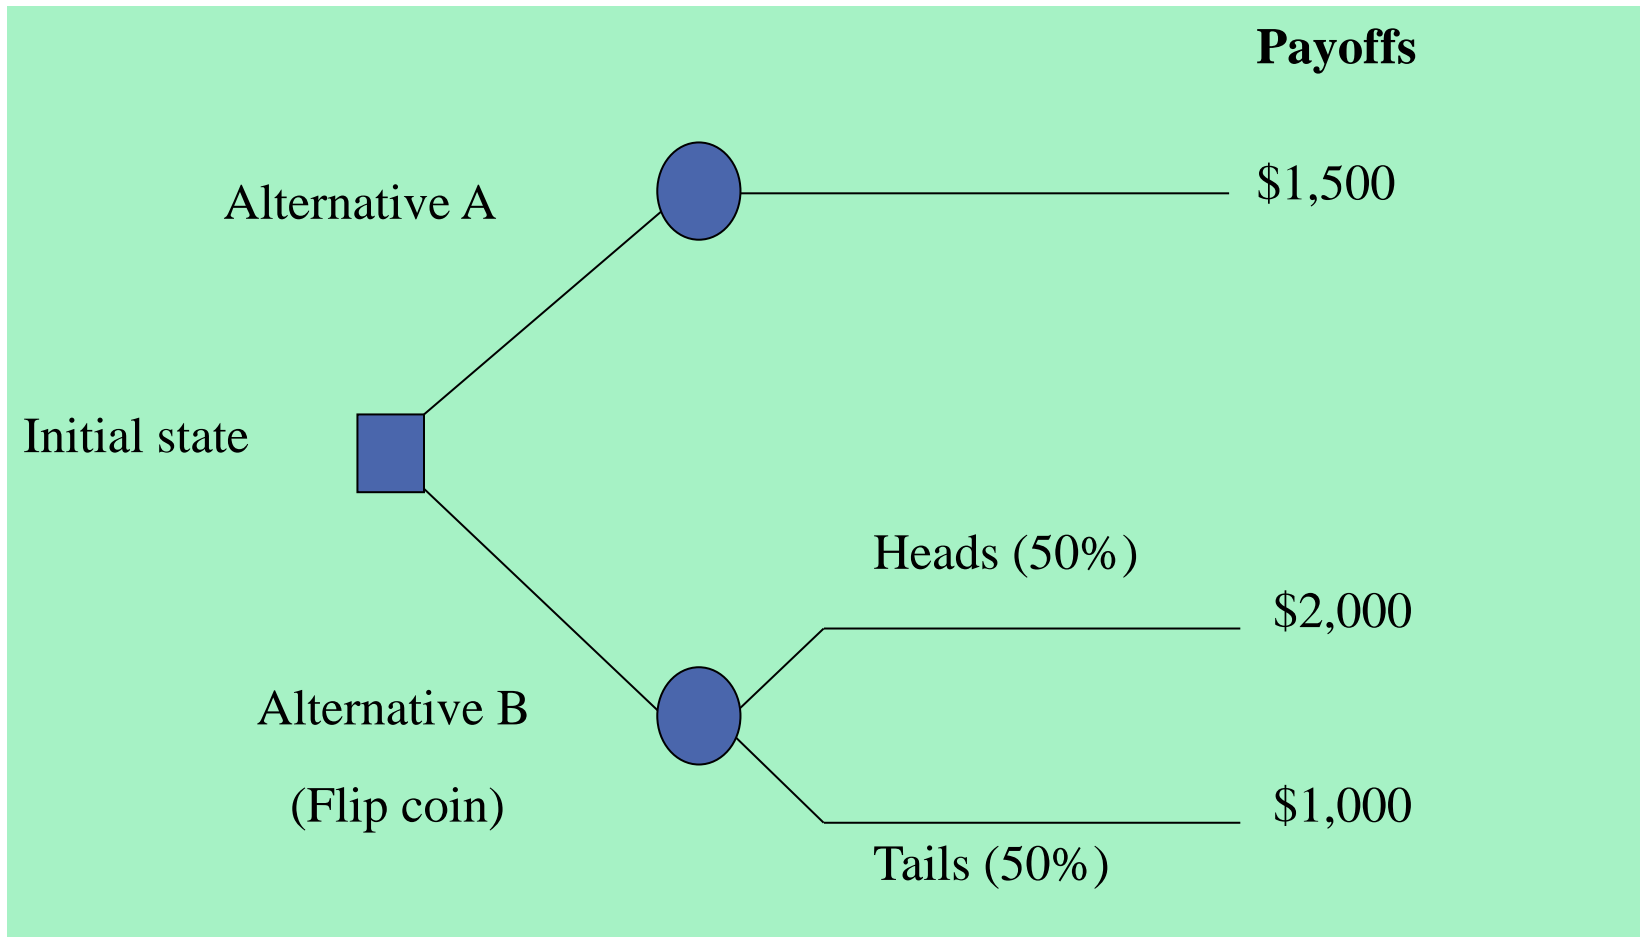 Payoffs
Alternative A
$1,500
Initial state
Heads (50%)
$2,000
Alternative B
(Flip coin)
$1,000
Tails (50%)